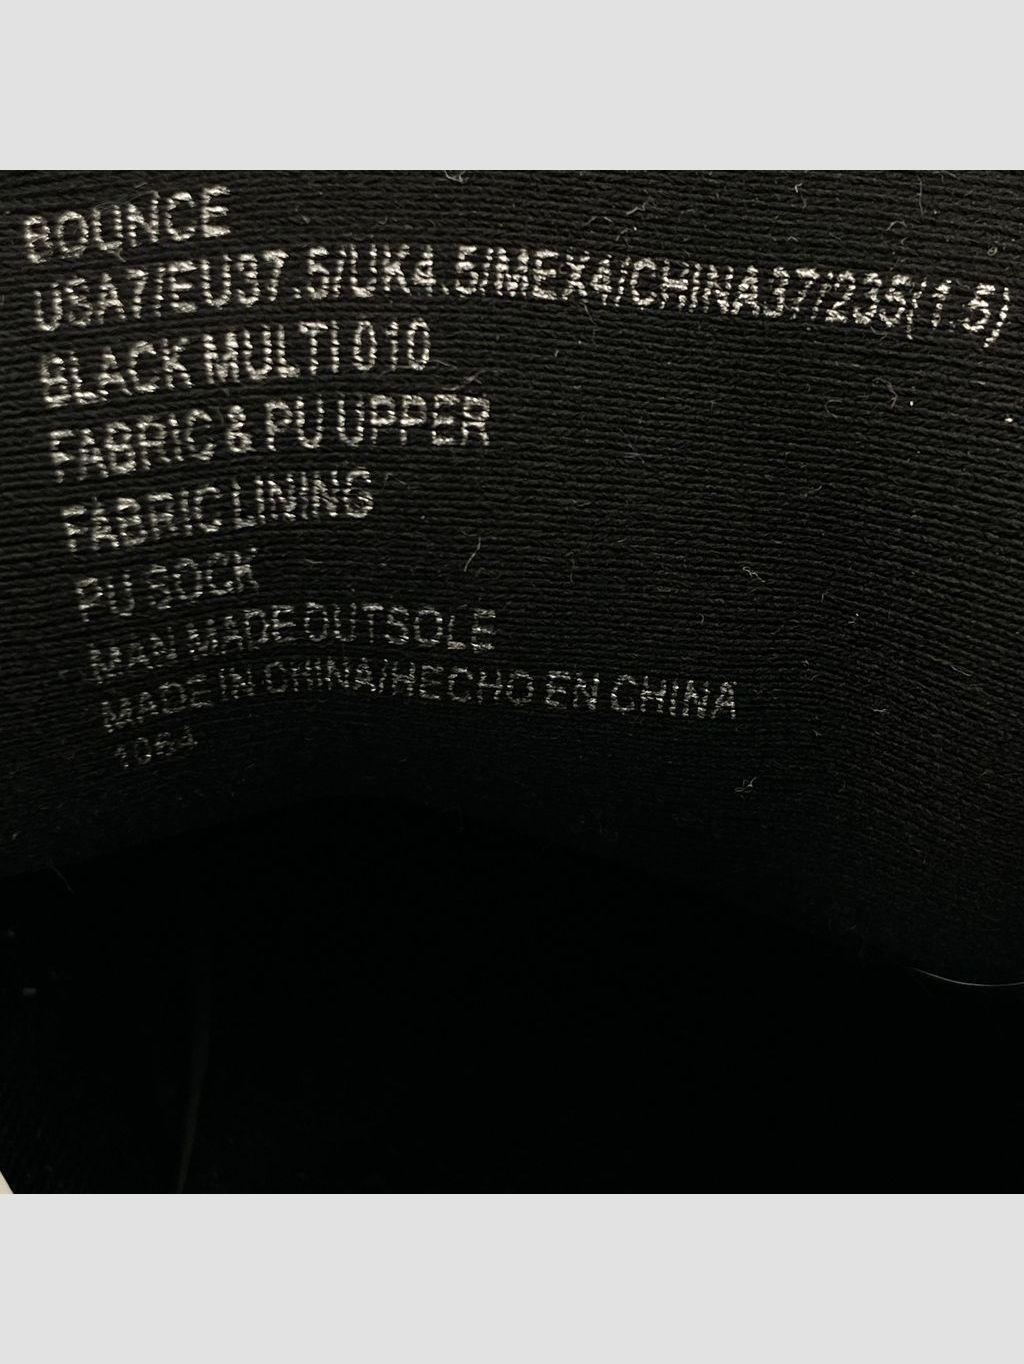 BOUNCE
USA7/EU37.5/UK4.5/MEX4/CHINA37/235(1.5)
BLACK MULTI 010
FABRIC & PU UPPER
FABRIC LINING
PU SOCK
MAN MADE OUTSOLE
MADE IN CHINA/HECHO EN CHINA
1064